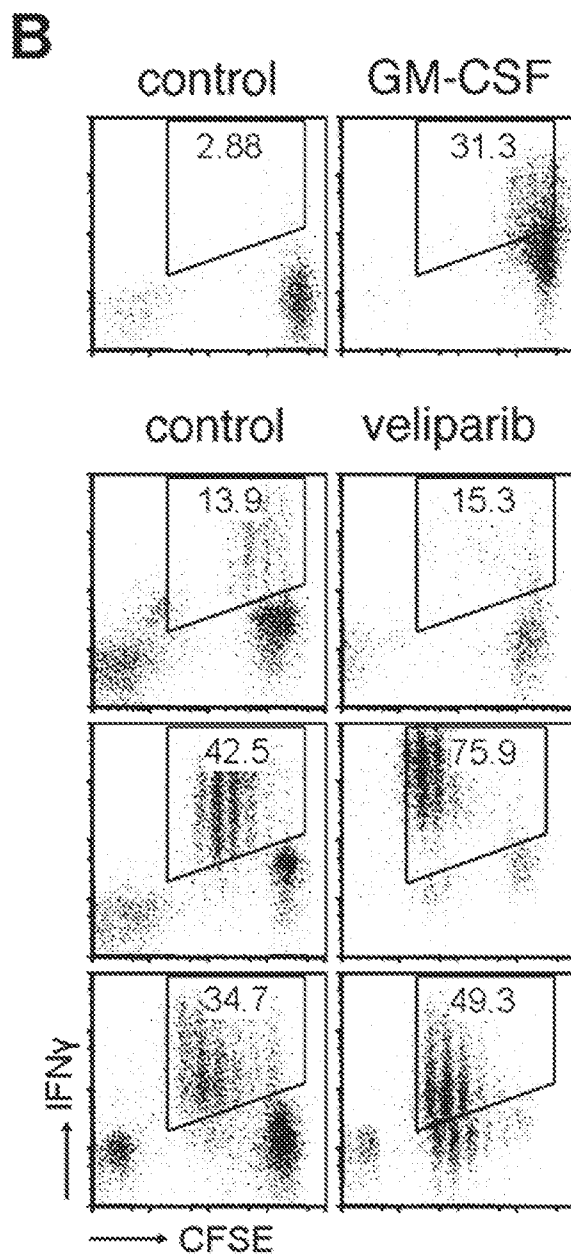 B
control GM-CSF
2.88 31.3
control veliparib
13.9 15.3
42.5 75.9
34.7 49.3
IFNγ
CFSE